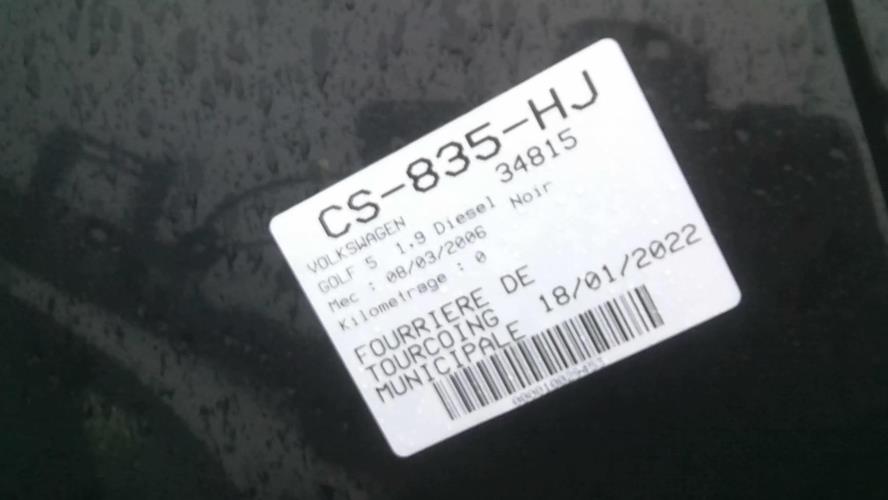 CS-835-HJ
VOLKSWAGEN 34815
GOLF 5 1.9 Diesel Noir
Mec : 08/03/2006
Kilometrage : 0
FOURRIERE DE
TOURCOING 18/01/2022
MUNICIPALE